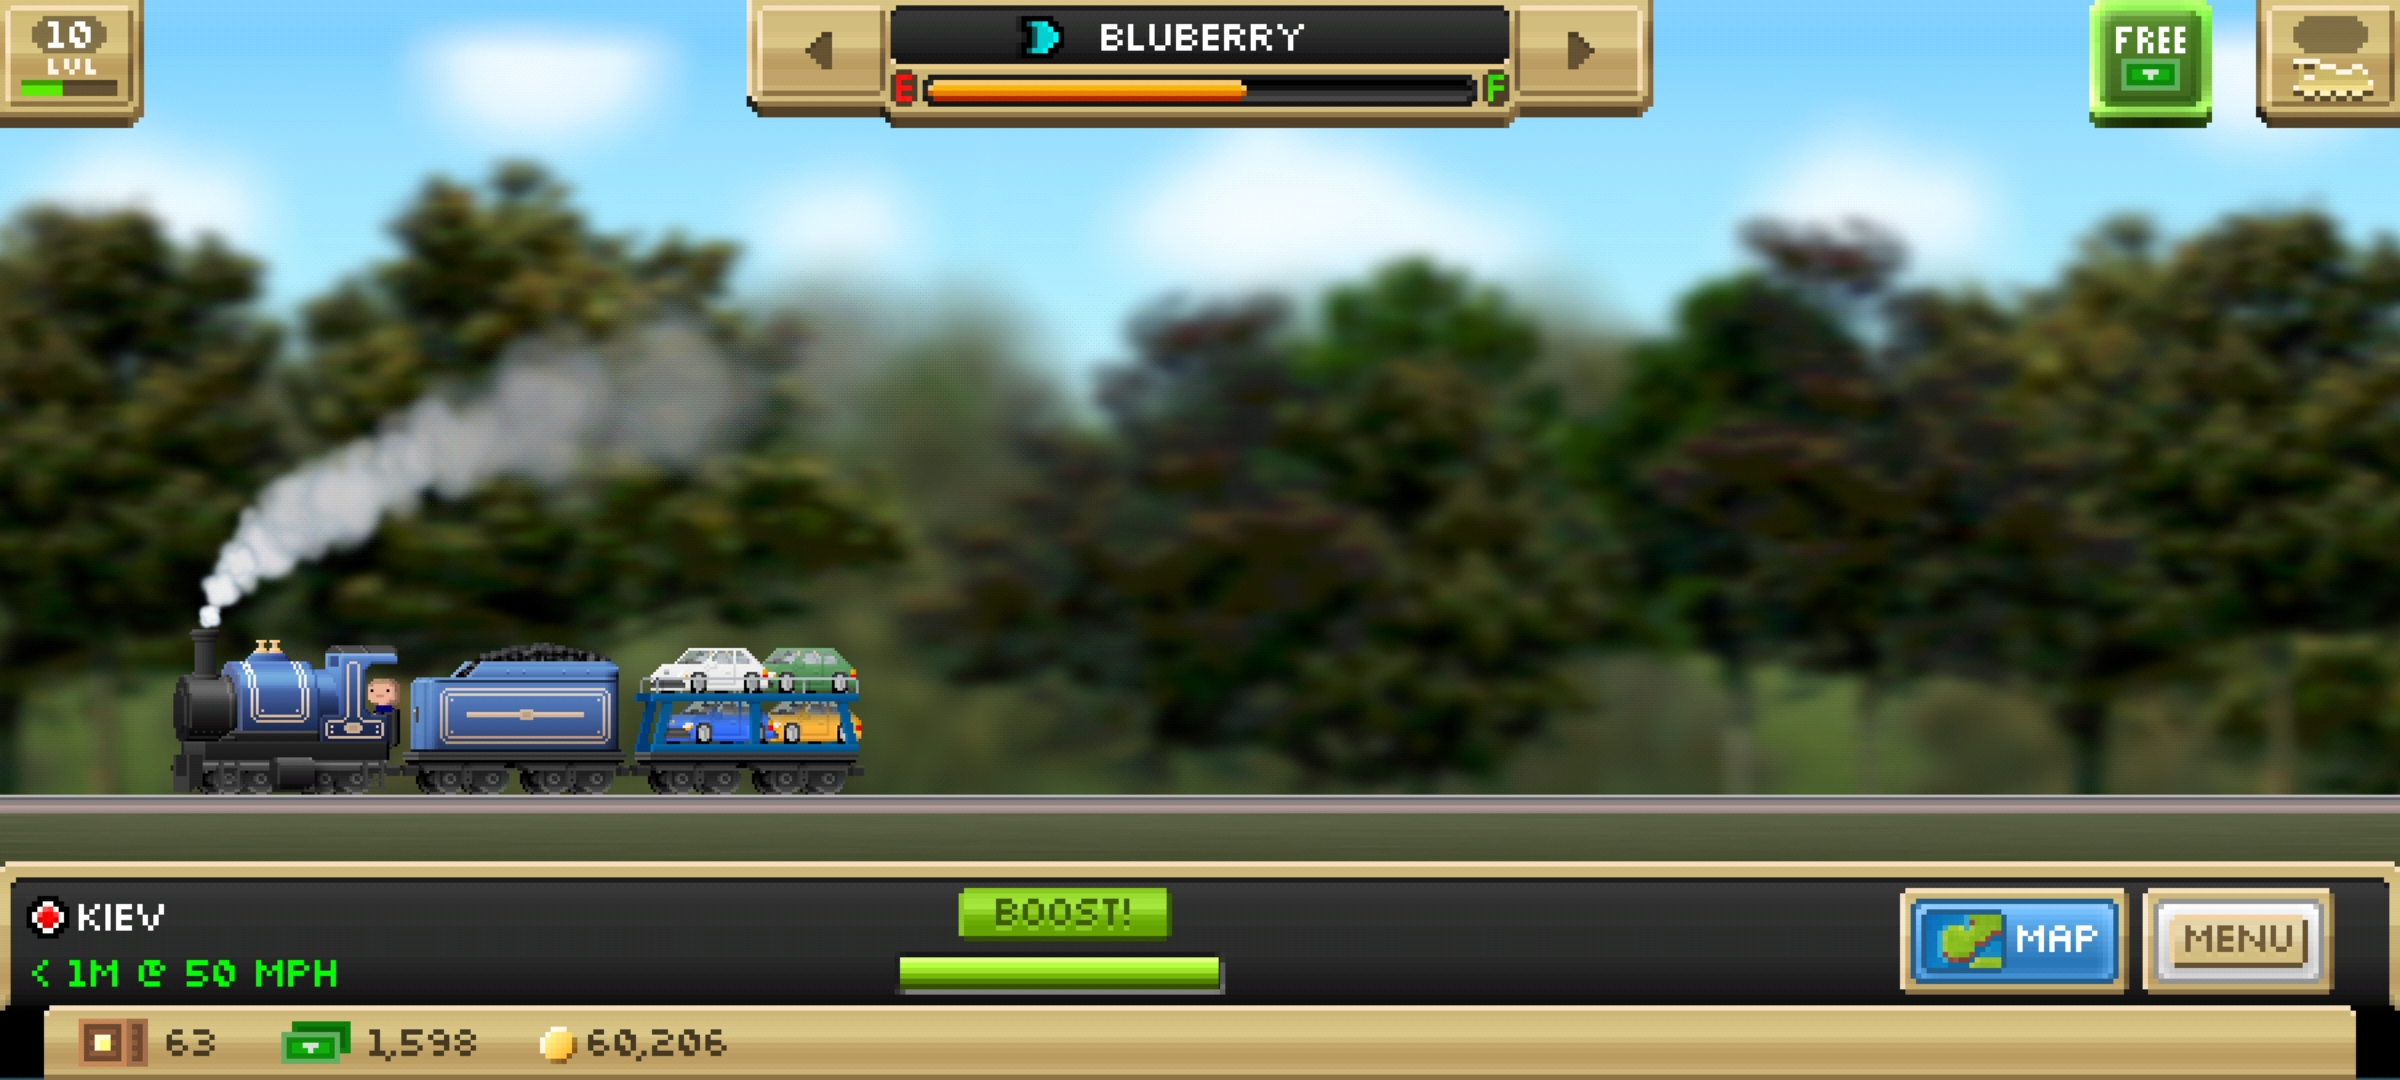 10
LVL
BLUBERRY
E F
FREE
KIEV
< 1M @ 50 MPH
BOOST!
MAP
MENU
63 1,598 60,206